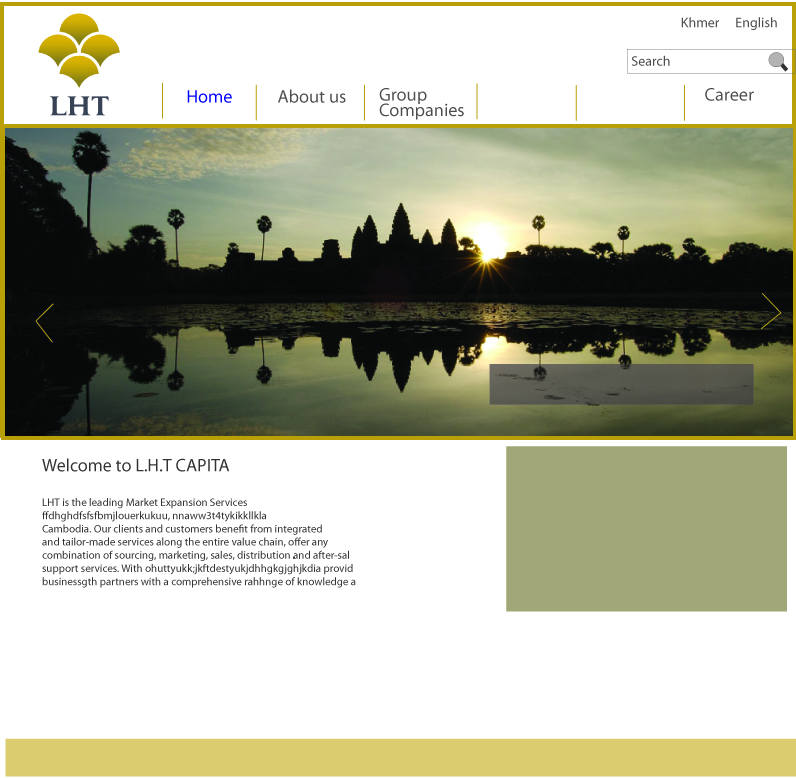 Khmer English
Search
LHT
Home
About us
Group
Companies
Career
Welcome to L.H.T CAPITA
LHT is the leading Market Expansion Services
ffdhghdfsfsfbmjlouerkukuu, nnaww3t4tykikkllkla
Cambodia. Our clients and customers benefit from integrated
and tailor-made services along the entire value chain, offer any
combination of sourcing, marketing, sales, distribution and after-sal
support services. With ohuttyukk;jkftdestyukjdhhgkgjghjkdia provid
businessgth partners with a comprehensive rahhnge of knowledge a